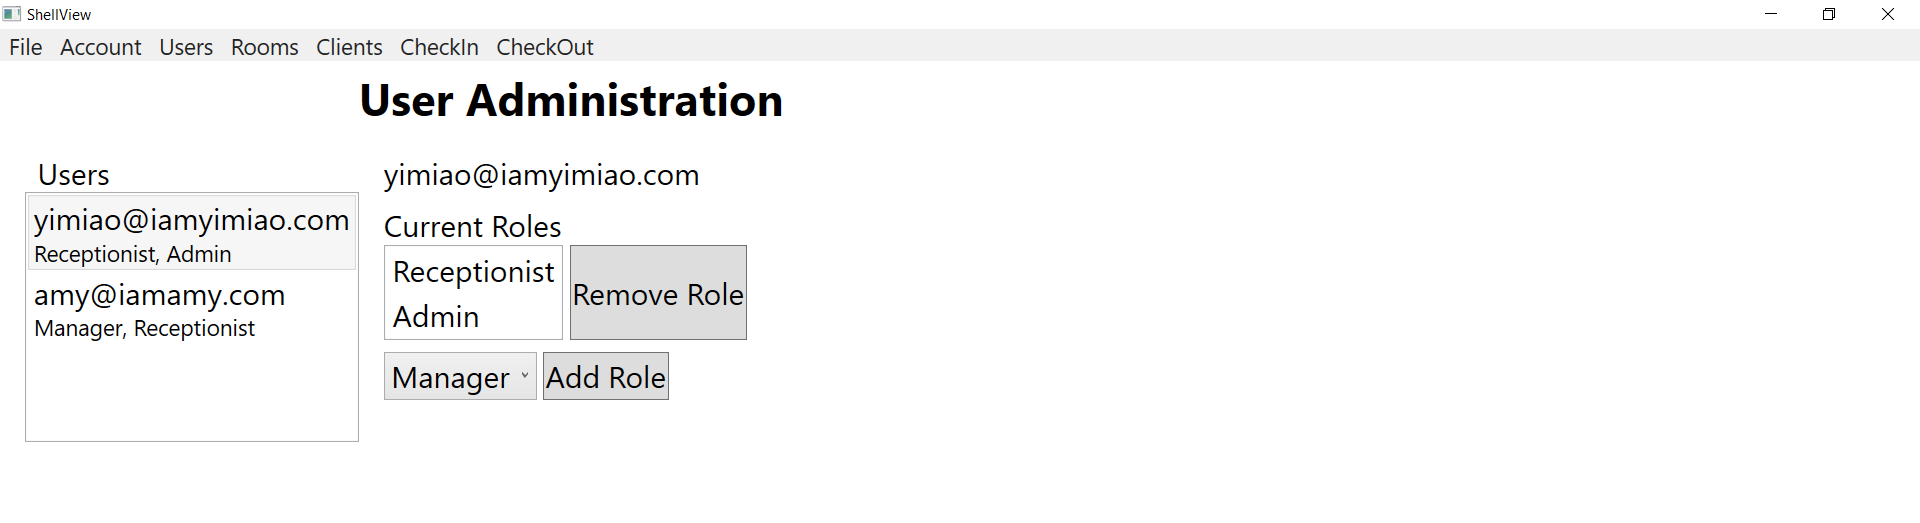 ShellView
File Account Users Rooms Clients CheckIn CheckOut
User Administration
Users
yimiao@iamyimiao.com
Receptionist, Admin
amy@iamamy.com
Manager, Receptionist
yimiao@iamyimiao.com
Current Roles
Receptionist
Admin
Remove Role
Manager
Add Role